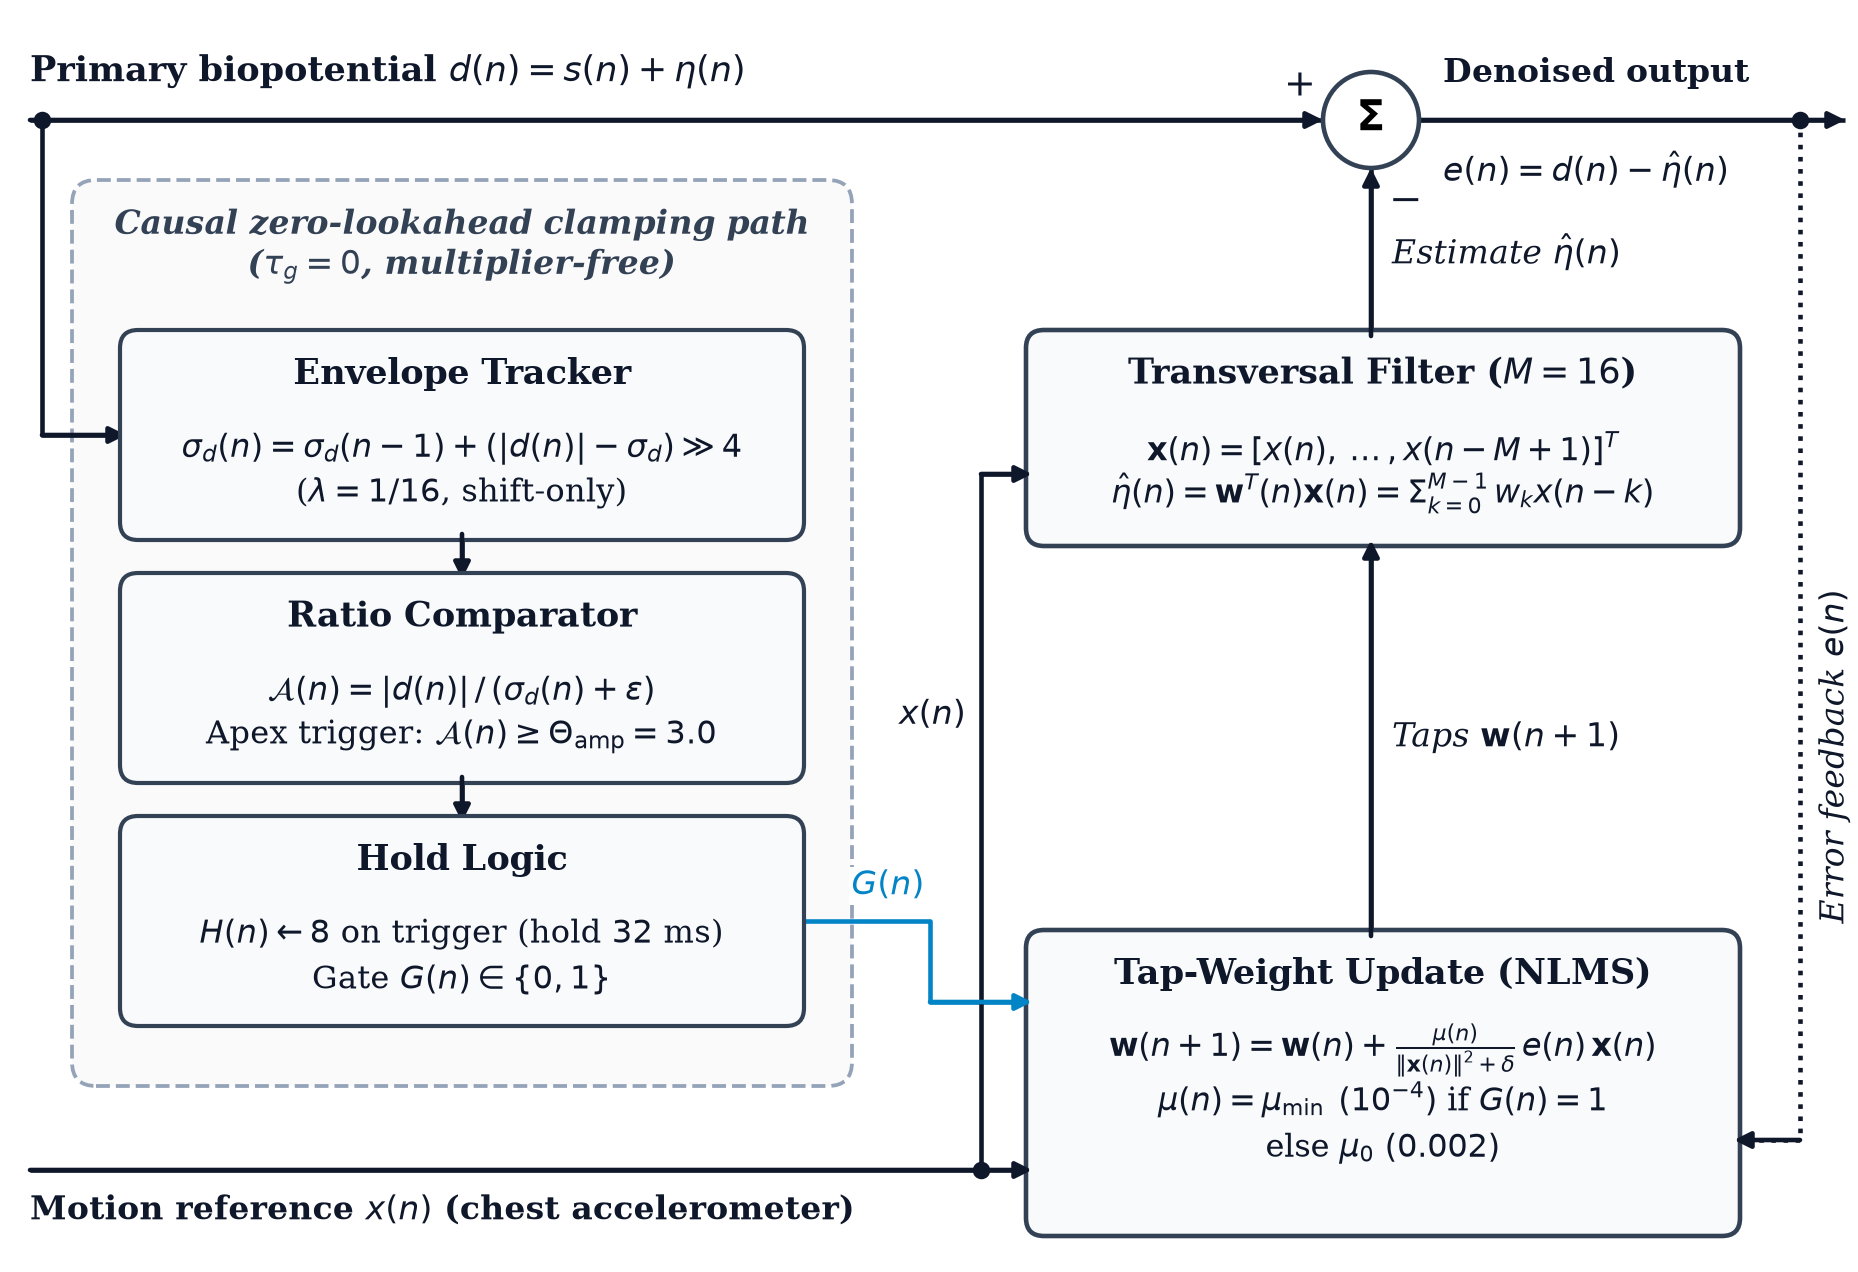 Primary biopotential d(n) = s(n) + η(n)
+
Σ
Denoised output
e(n) = d(n) − η̂(n)
−
Estimate η̂(n)
Causal zero-lookahead clamping path
(τ_g = 0, multiplier-free)
Envelope Tracker
σ_d(n) = σ_d(n − 1) + (|d(n)| − σ_d) ≫ 4
(λ = 1/16, shift-only)
Ratio Comparator
𝒜(n) = |d(n)| / (σ_d(n) + ε)
Apex trigger: 𝒜(n) ≥ Θ_amp = 3.0
Hold Logic
H(n) ← 8 on trigger (hold 32 ms)
Gate G(n) ∈ {0, 1}
G(n)
x(n)
Transversal Filter (M = 16)
𝐱(n) = [x(n), … , x(n − M + 1)]^T
η̂(n) = 𝐰^T(n)𝐱(n) = Σ_{k=0}^{M−1} w_k x(n − k)
Taps 𝐰(n + 1)
Error feedback e(n)
Tap-Weight Update (NLMS)
𝐰(n + 1) = 𝐰(n) + μ(n) / (‖𝐱(n)‖² + δ) e(n) 𝐱(n)
μ(n) = μ_min (10⁻⁴) if G(n) = 1
else μ₀ (0.002)
Motion reference x(n) (chest accelerometer)